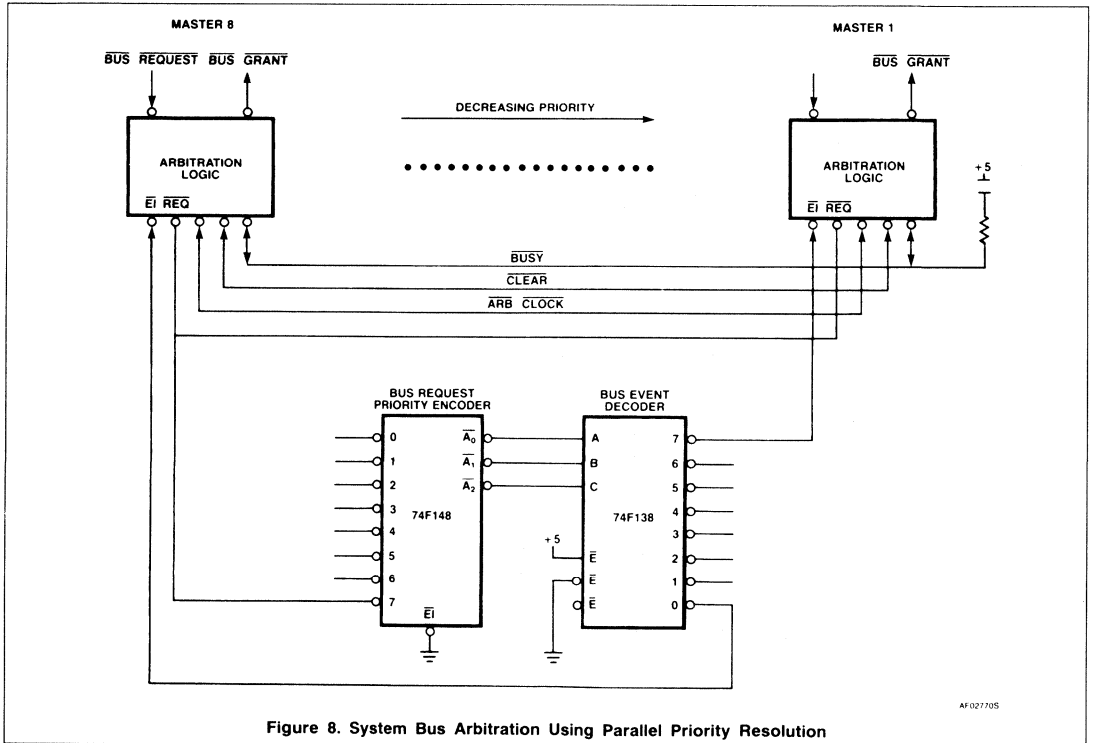 MASTER 8
MASTER 1
BUS REQUEST BUS GRANT
BUS GRANT
DECREASING PRIORITY
ARBITRATION
LOGIC
EI REQ
ARBITRATION
LOGIC
EI REQ
+5
BUSY
CLEAR
ARB CLOCK
BUS REQUEST
PRIORITY ENCODER
0
1
2
3
4
5
6
7
A0
A1
A2
74F148
EI
BUS EVENT
DECODER
A
B
C
74F138
+5
E
E
E
7
6
5
4
3
2
1
0
AF02770S
Figure 8. System Bus Arbitration Using Parallel Priority Resolution